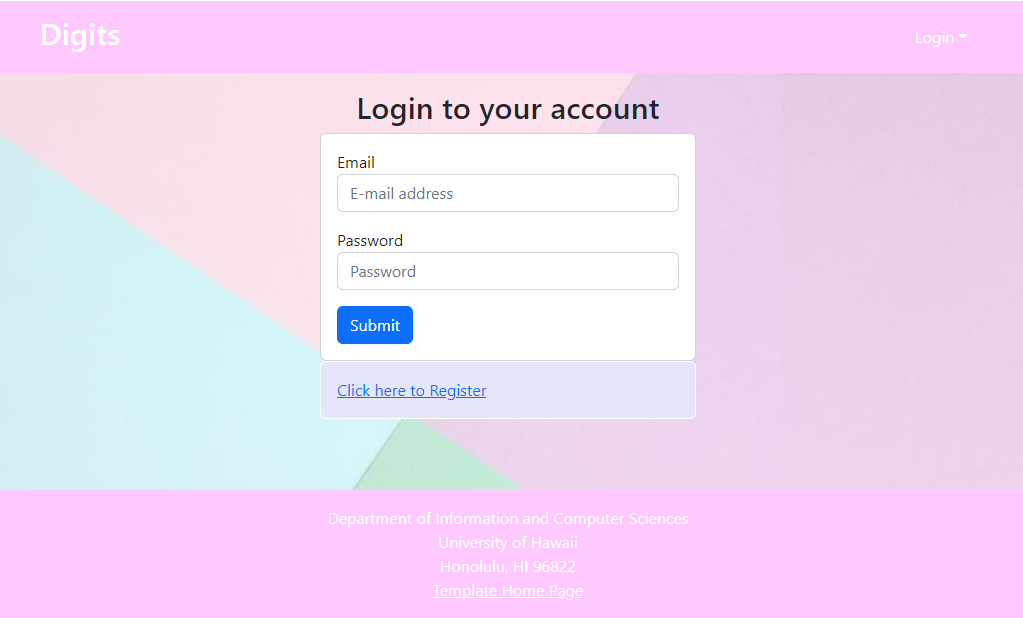 Digits
Login
Login to your account
Email
E-mail address
Password
Password
Submit
Click here to Register
Department of Information and Computer Sciences
University of Hawaii
Honolulu, HI 96822
Template Home Page